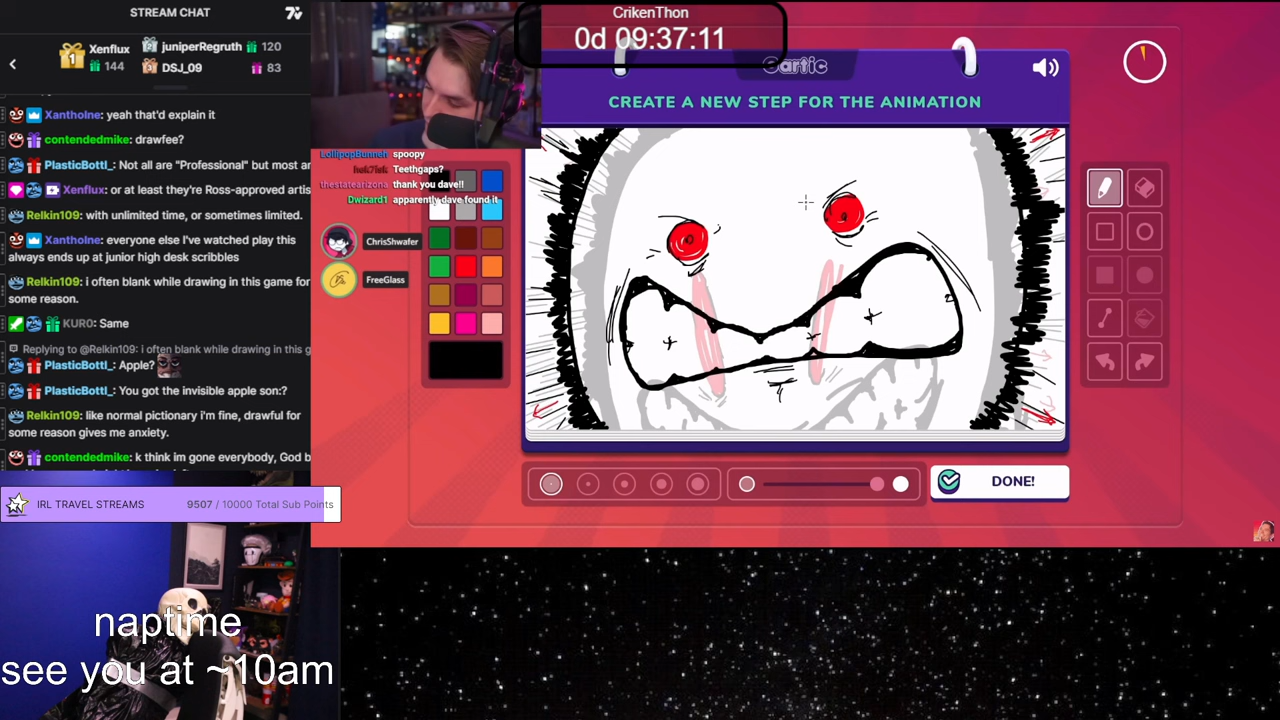 STREAM CHAT
Xenflux
144
juniperRegruth 120
DSJ_09 83
XanthoIne: yeah that'd explain it
contendedmike: drawfee?
PlasticBottl_: Not all are "Professional" but most ar
Xenflux: or at least they're Ross-approved artis
Relkin109: with unlimited time, or sometimes limited.
XanthoIne: everyone else I've watched play this
always ends up at junior high desk scribbles
Relkin109: i often blank while drawing in this game for
some reason.
KUR0: Same
Replying to @Relkin109: i often blank while drawing in this g
PlasticBottl_: Apple?
PlasticBottl_: You got the invisible apple son:?
Relkin109: like normal pictionary i'm fine, drawful for
some reason gives me anxiety.
contendedmike: k think im gone everybody, God b
IRL TRAVEL STREAMS 9507 / 10000 Total Sub Points
naptime
see you at ~10am
CrikenThon
0d 09:37:11
Gartic
CREATE A NEW STEP FOR THE ANIMATION
LollipopBunneh spoopy
Teethgaps?
thestatearizona thank you dave!!
Dwizard1 apparently dave found it
ChrisShwafer
FreeGlass
DONE!